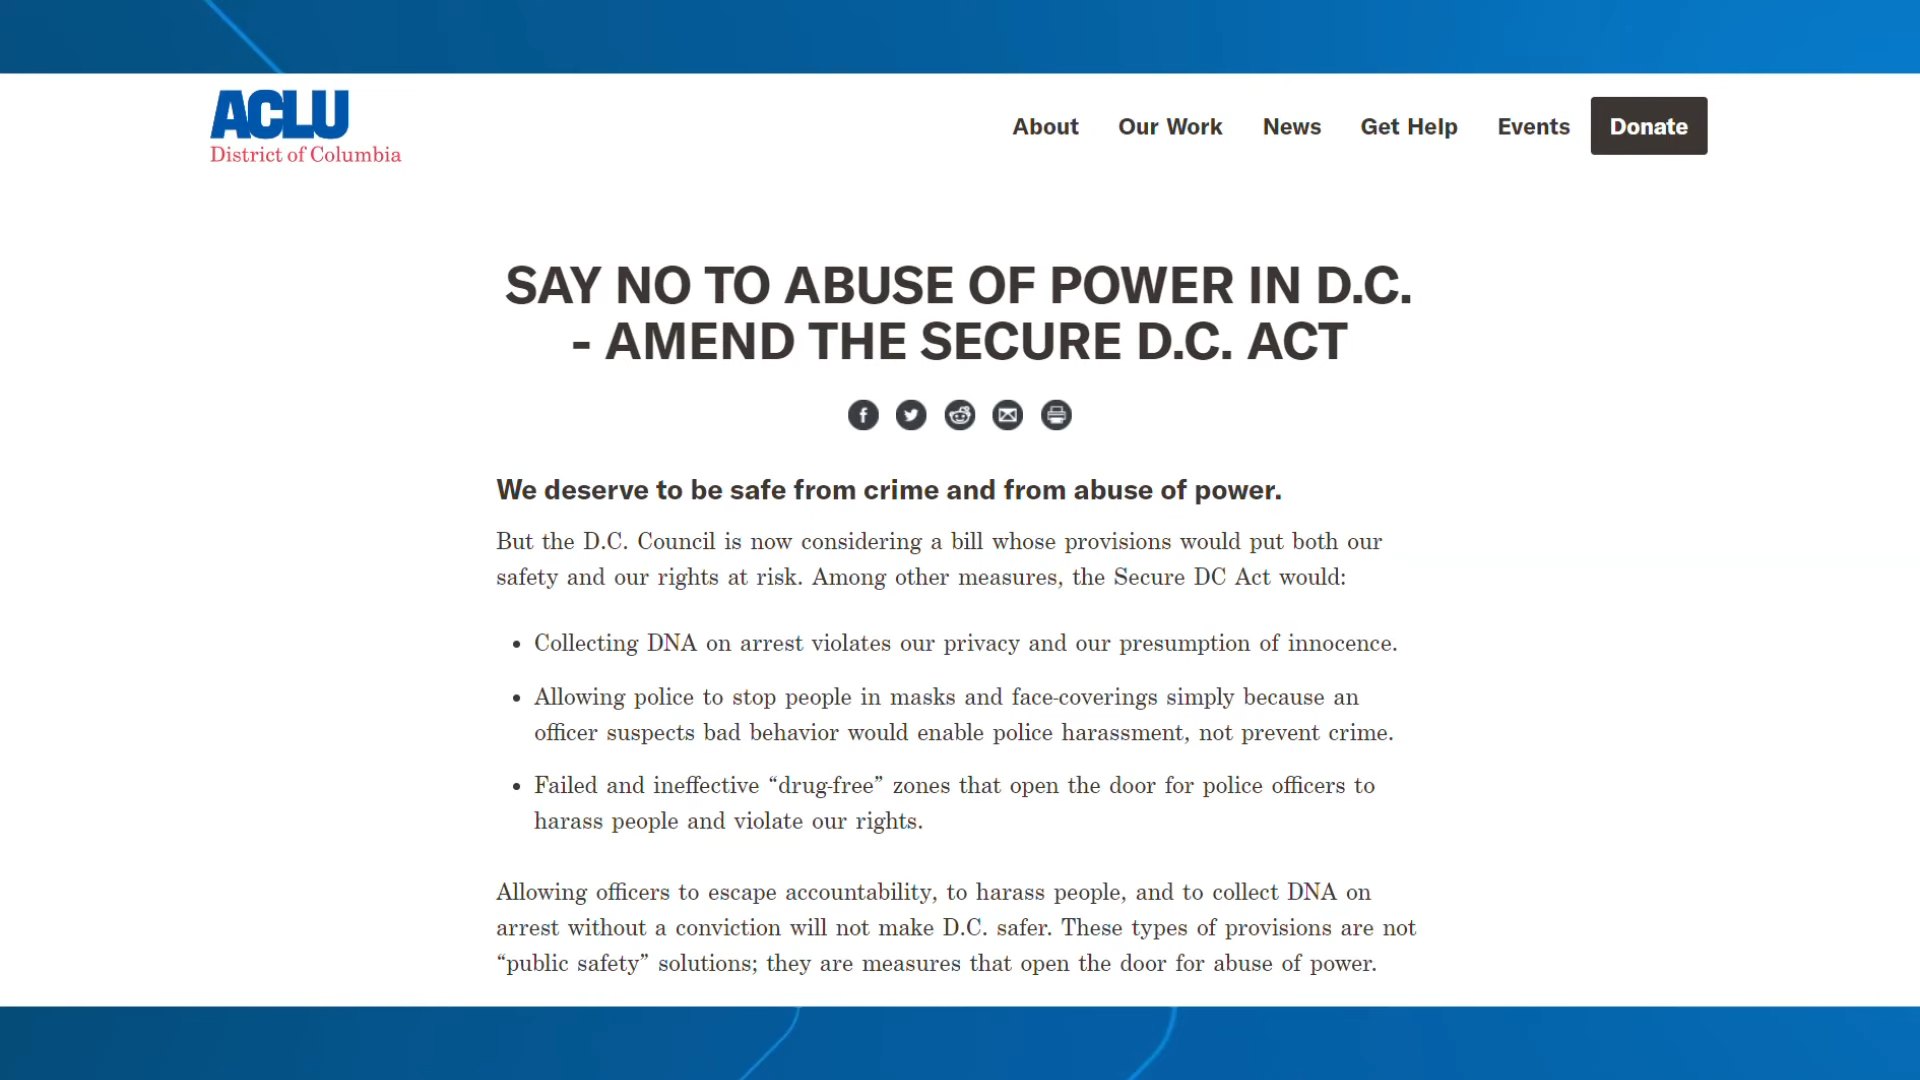 ACLU
District of Columbia
About Our Work News Get Help Events Donate
SAY NO TO ABUSE OF POWER IN D.C.
- AMEND THE SECURE D.C. ACT
We deserve to be safe from crime and from abuse of power.
But the D.C. Council is now considering a bill whose provisions would put both our
safety and our rights at risk. Among other measures, the Secure DC Act would:
• Collecting DNA on arrest violates our privacy and our presumption of innocence.
• Allowing police to stop people in masks and face-coverings simply because an
officer suspects bad behavior would enable police harassment, not prevent crime.
• Failed and ineffective “drug-free” zones that open the door for police officers to
harass people and violate our rights.
Allowing officers to escape accountability, to harass people, and to collect DNA on
arrest without a conviction will not make D.C. safer. These types of provisions are not
“public safety” solutions; they are measures that open the door for abuse of power.